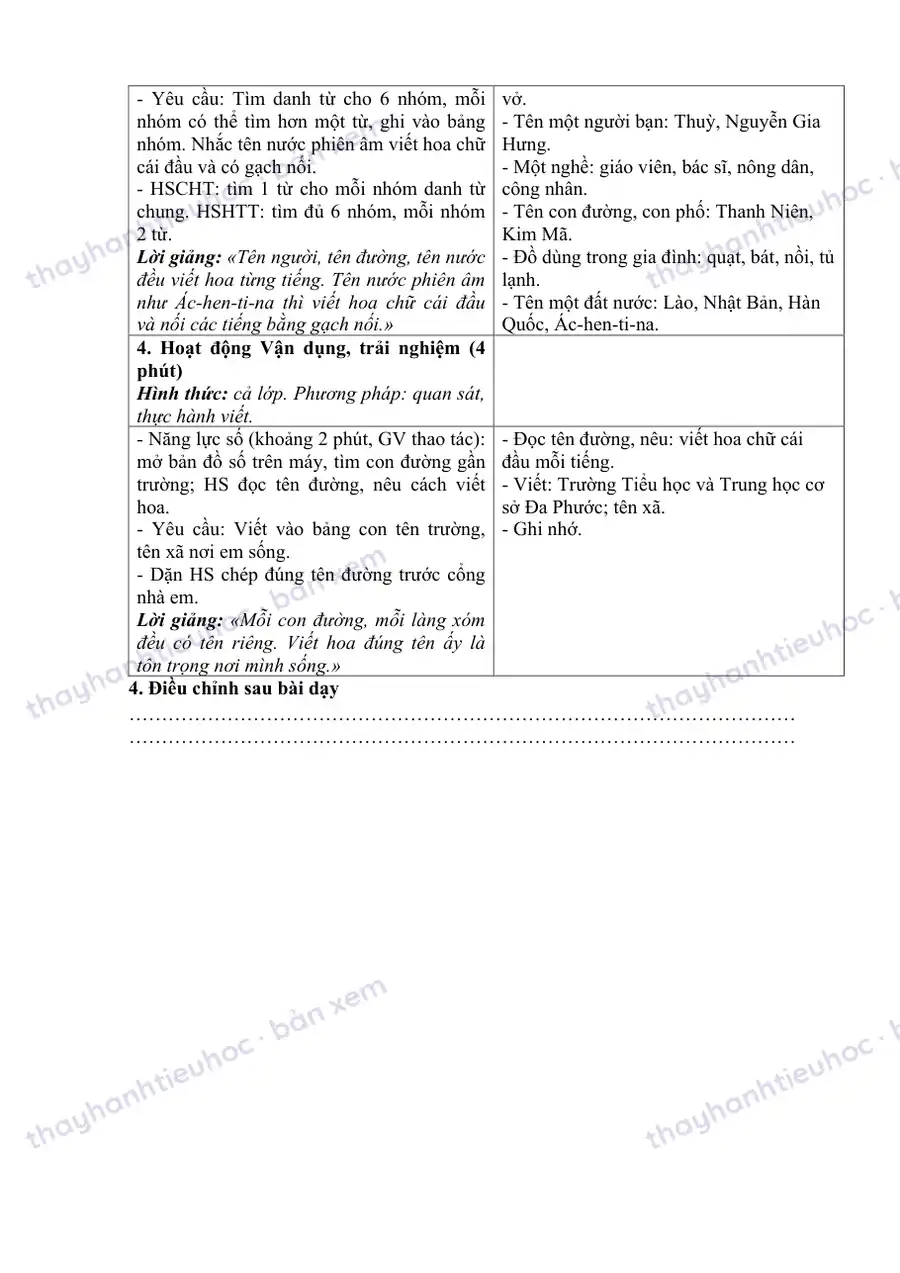 - Yêu cầu: Tìm danh từ cho 6 nhóm, mỗi
nhóm có thể tìm hơn một từ, ghi vào bảng
nhóm. Nhắc tên nước phiên âm viết hoa chữ
cái đầu và có gạch nối.
- HSCHT: tìm 1 từ cho mỗi nhóm danh từ
chung. HSHTT: tìm đủ 6 nhóm, mỗi nhóm
2 từ.
Lời giảng: «Tên người, tên đường, tên nước
đều viết hoa từng tiếng. Tên nước phiên âm
như Ác-hen-ti-na thì viết hoa chữ cái đầu
và nối các tiếng bằng gạch nối.»
vở.
- Tên một người bạn: Thuỳ, Nguyễn Gia
Hưng.
- Một nghề: giáo viên, bác sĩ, nông dân,
công nhân.
- Tên con đường, con phố: Thanh Niên,
Kim Mã.
- Đồ dùng trong gia đình: quạt, bát, nồi, tủ
lạnh.
- Tên một đất nước: Lào, Nhật Bản, Hàn
Quốc, Ác-hen-ti-na.
4. Hoạt động Vận dụng, trải nghiệm (4
phút)
Hình thức: cả lớp. Phương pháp: quan sát,
thực hành viết.
- Năng lực số (khoảng 2 phút, GV thao tác):
mở bản đồ số trên máy, tìm con đường gần
trường; HS đọc tên đường, nêu cách viết
hoa.
- Yêu cầu: Viết vào bảng con tên trường,
tên xã nơi em sống.
- Dặn HS chép đúng tên đường trước cổng
nhà em.
Lời giảng: «Mỗi con đường, mỗi làng xóm
đều có tên riêng. Viết hoa đúng tên ấy là
tôn trọng nơi mình sống.»
- Đọc tên đường, nêu: viết hoa chữ cái
đầu mỗi tiếng.
- Viết: Trường Tiểu học và Trung học cơ
sở Đa Phước; tên xã.
- Ghi nhớ.
4. Điều chỉnh sau bài dạy
thayhanhtieuhoc · bản xem
thayhanhtieuhoc · b
thayhanhtieuhoc · bản xem
thayhanhtieuhoc · b
thayhanhtieuhoc · bản xem
thayhanhtieuhoc · b